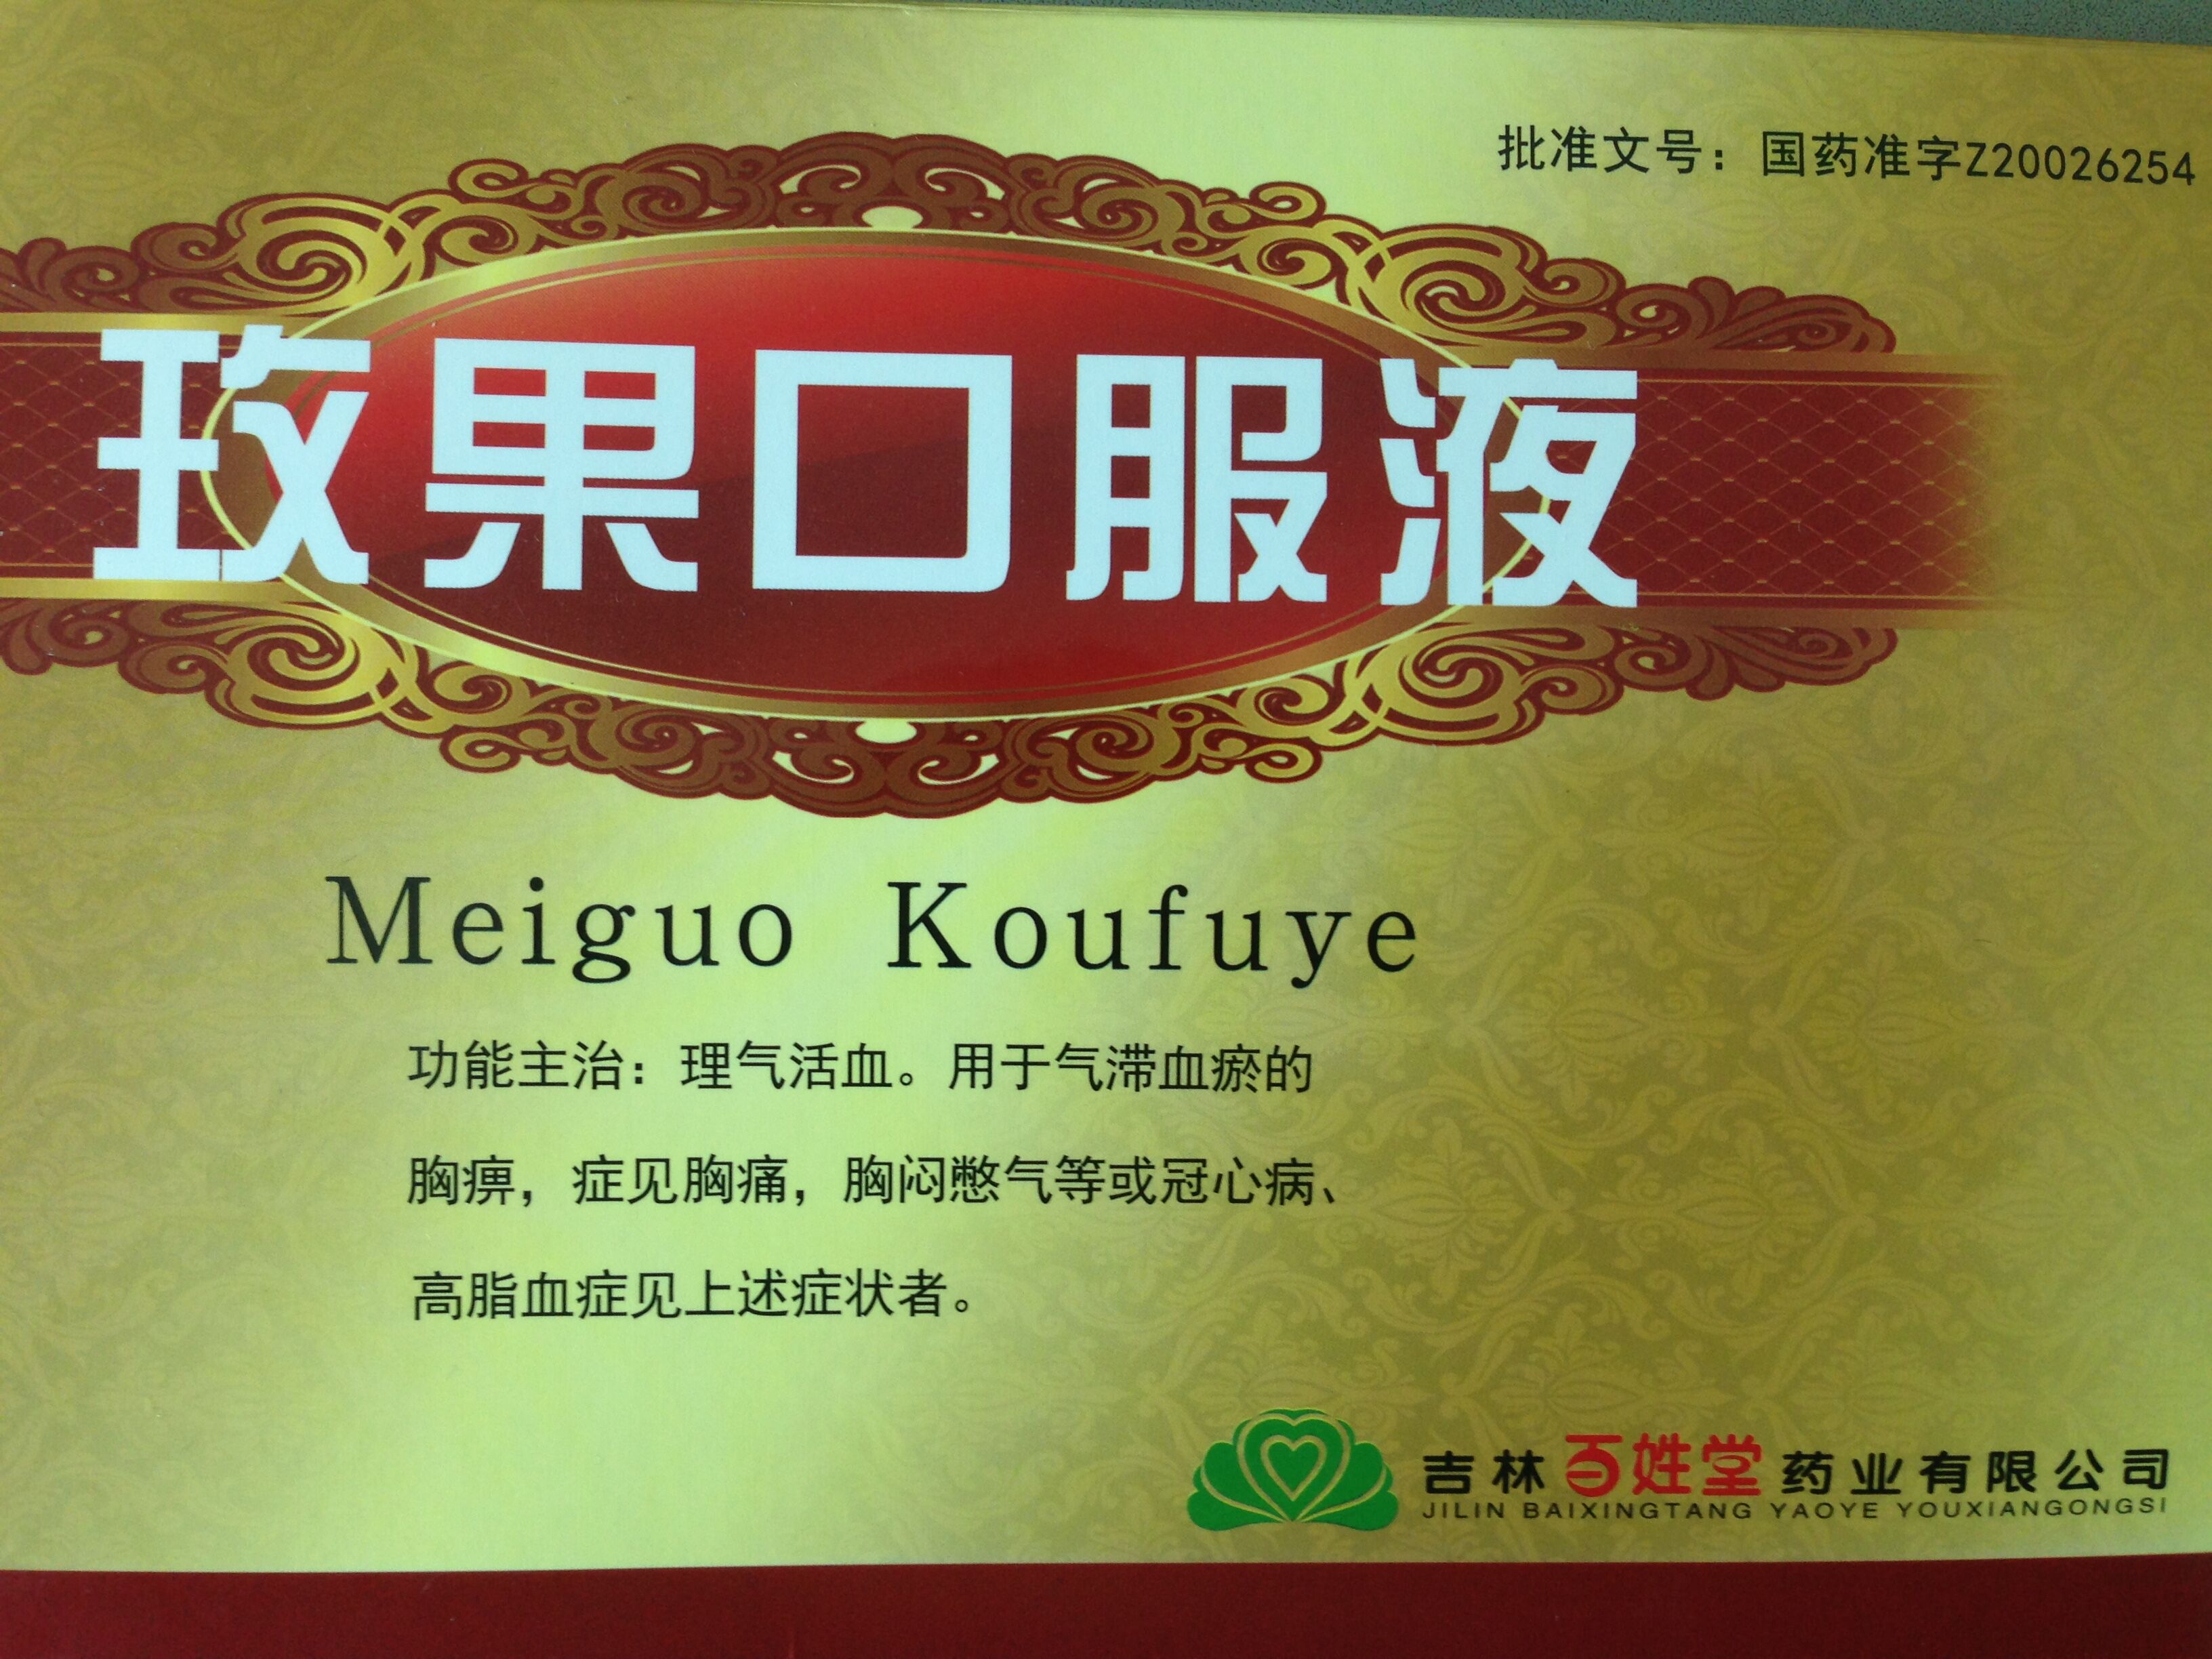 批准文号：国药准字Z20026254
玫果口服液
Meiguo Koufuye
功能主治：理气活血。用于气滞血瘀的
胸痹，症见胸痛，胸闷憋气等或冠心病、
高脂血症见上述症状者。
吉林百姓堂药业有限公司
JILIN BAIXINGTANG YAOYE YOUXIANGONGSI